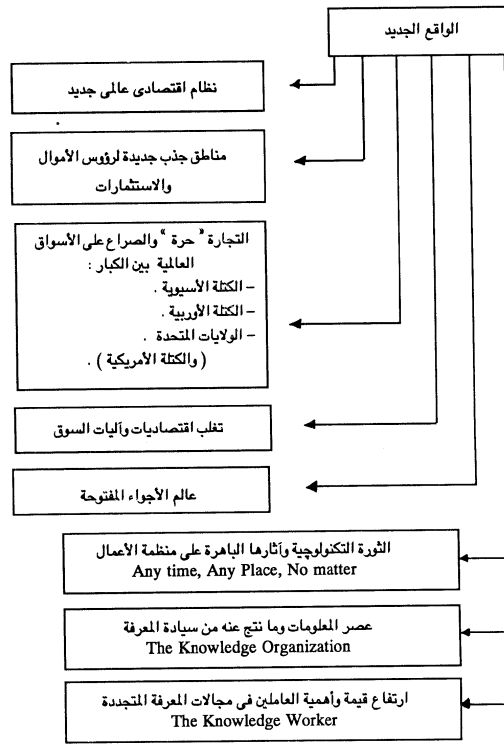 الواقع الجديد
نظام اقتصادى عالمى جديد
مناطق جذب جديدة لرؤوس الأموال
والاستثمارات
التجارة " حرة " والصراع على الأسواق
العالمية بين الكبار :
– الكتلة الأسيوية .
– الكتلة الأوربية .
– الولايات المتحدة .
( والكتلة الأمريكية ) .
تغلب اقتصاديات وآليات السوق
عالم الأجواء المفتوحة
الثورة التكنولوچية وآثارها الباهرة على منظمة الأعمال
Any time, Any Place, No matter
عصر المعلومات وما نتج عنه من سيادة المعرفة
The Knowledge Organization
ارتفاع قيمة وأهمية العاملين فى مجالات المعرفة المتجددة
The Knowledge Worker